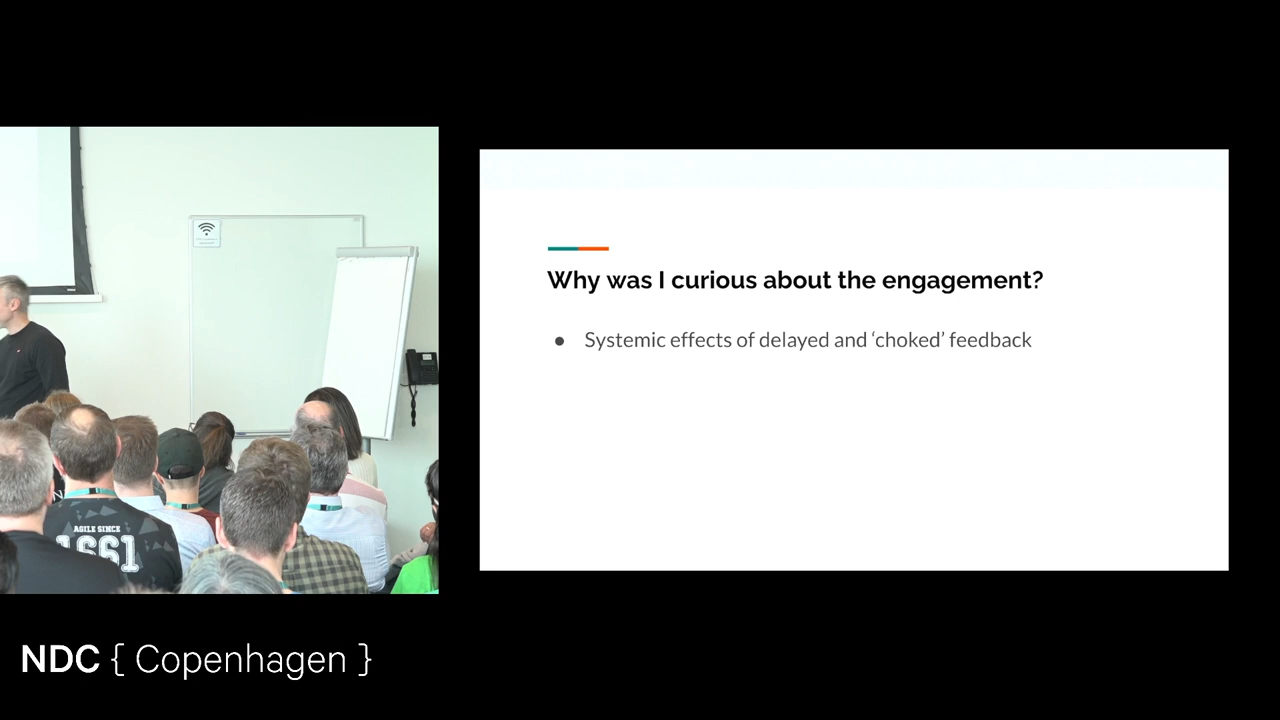 Why was I curious about the engagement?
● Systemic effects of delayed and ‘choked’ feedback
AGILE SINCE
1661
NDC { Copenhagen }